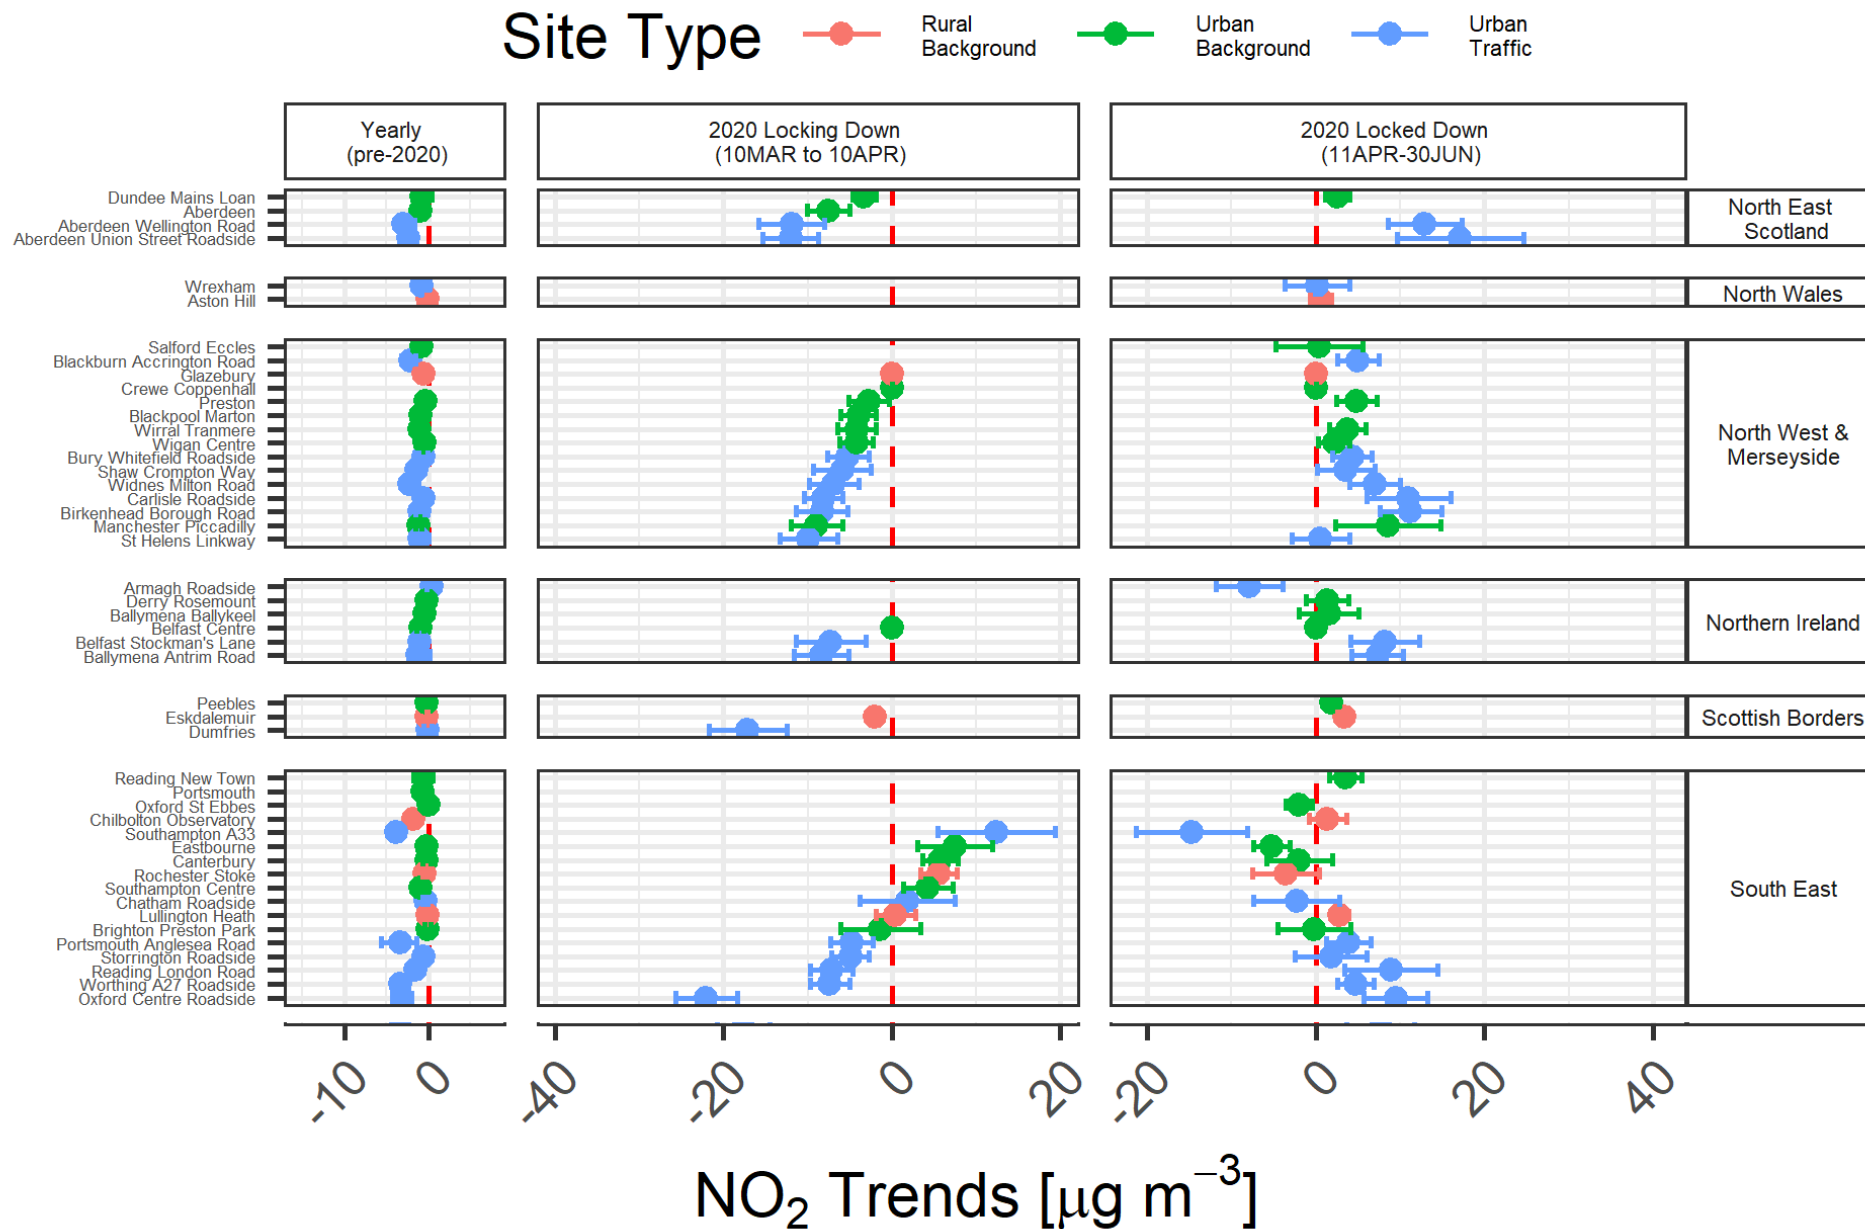 Site Type
Rural
Background
Urban
Background
Urban
Traffic
Yearly
(pre-2020)
2020 Locking Down
(10MAR to 10APR)
2020 Locked Down
(11APR-30JUN)
Dundee Mains Loan
Aberdeen
Aberdeen Wellington Road
Aberdeen Union Street Roadside
North East
Scotland
Wrexham
Aston Hill
North Wales
Salford Eccles
Blackburn Accrington Road
Glazebury
Crewe Coppenhall
Preston
Blackpool Marton
Wirral Tranmere
Wigan Centre
Bury Whitefield Roadside
Shaw Crompton Way
Widnes Milton Road
Carlisle Roadside
Birkenhead Borough Road
Manchester Piccadilly
St Helens Linkway
North West &
Merseyside
Armagh Roadside
Derry Rosemount
Ballymena Ballykeel
Belfast Centre
Belfast Stockman's Lane
Ballymena Antrim Road
Northern Ireland
Peebles
Eskdalemuir
Dumfries
Scottish Borders
Reading New Town
Portsmouth
Oxford St Ebbes
Chilbolton Observatory
Southampton A33
Eastbourne
Canterbury
Rochester Stoke
Southampton Centre
Chatham Roadside
Lullington Heath
Brighton Preston Park
Portsmouth Anglesea Road
Storrington Roadside
Reading London Road
Worthing A27 Roadside
Oxford Centre Roadside
South East
-10 0 -40 -20 0 20 -20 0 20 40
NO₂ Trends [µg m⁻³]